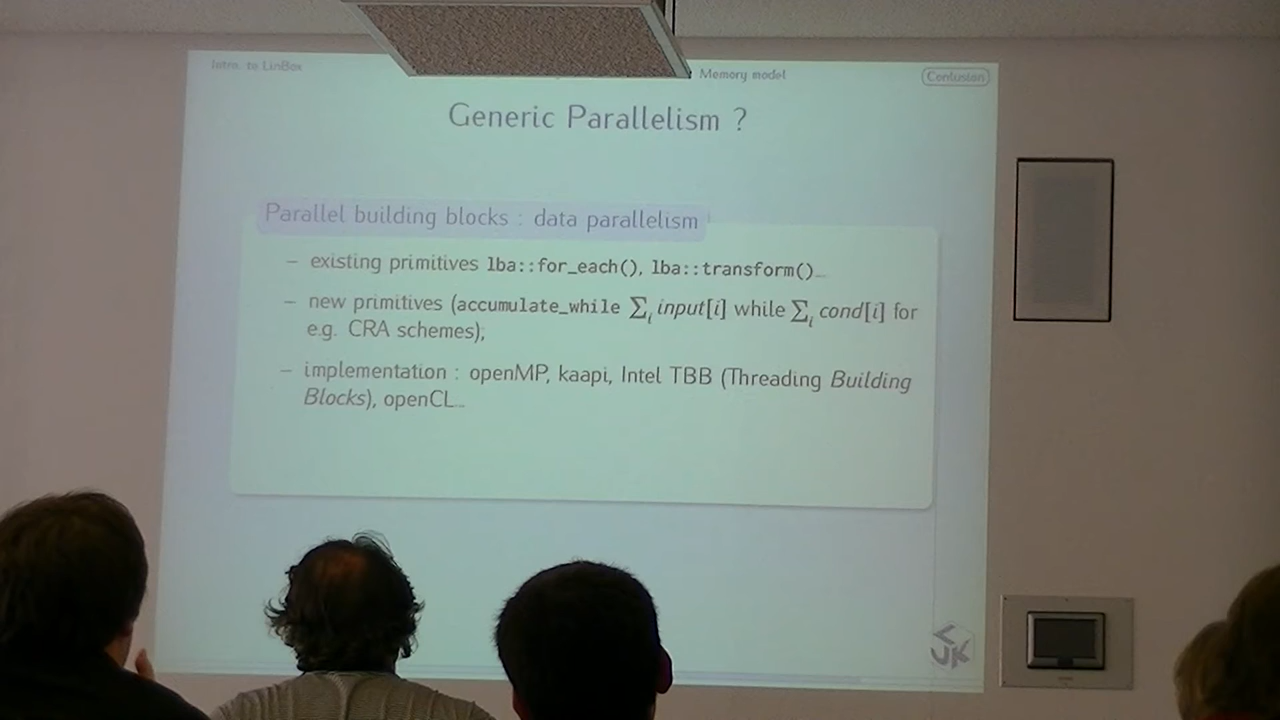 Intro. to LinBox
Memory model
Conlusion
Generic Parallelism ?
Parallel building blocks : data parallelism
– existing primitives lba::for_each(), lba::transform()...
– new primitives (accumulate_while ∑i input[i] while ∑i cond[i] for
e.g. CRA schemes);
– implementation : openMP, kaapi, Intel TBB (Threading Building
Blocks), openCL...